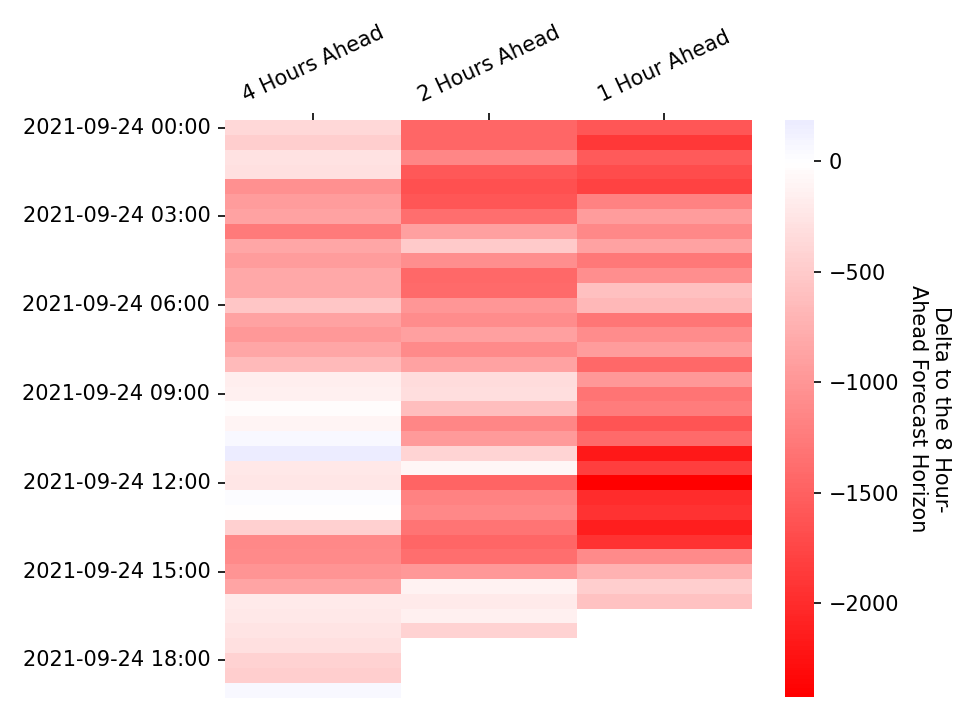 4 Hours Ahead
2 Hours Ahead
1 Hour Ahead
2021-09-24 00:00
2021-09-24 03:00
2021-09-24 06:00
2021-09-24 09:00
2021-09-24 12:00
2021-09-24 15:00
2021-09-24 18:00
0
−500
−1000
−1500
−2000
Delta to the 8 Hour-
Ahead Forecast Horizon